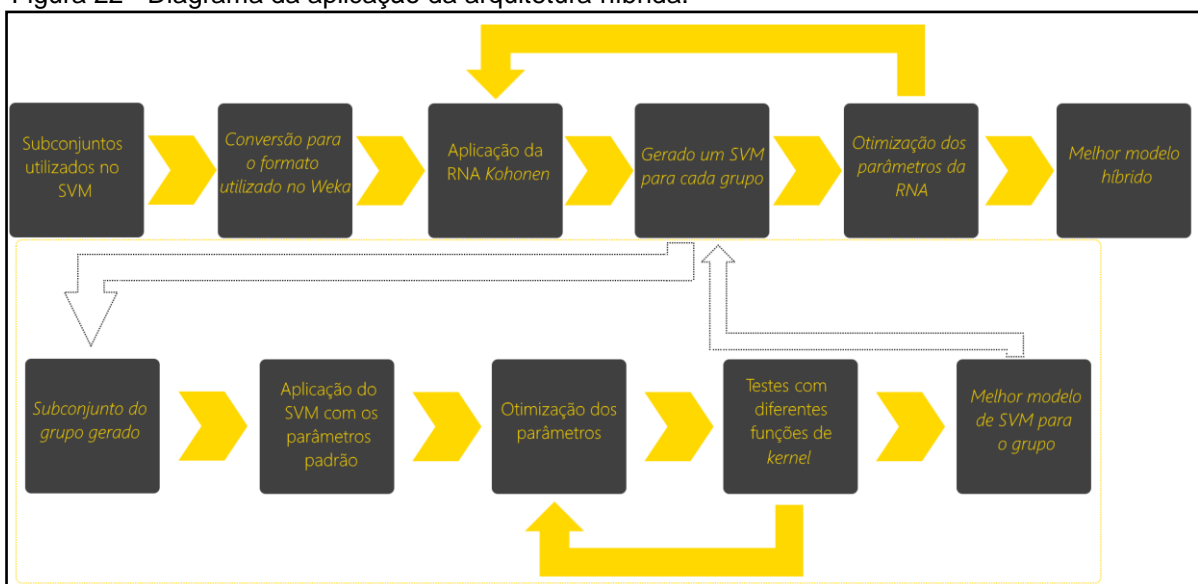 Figura 22 - Diagrama da aplicação da arquitetura híbrida.
Subconjuntos
utilizados no
SVM
Conversão para
o formato
utilizado no Weka
Aplicação da
RNA Kohonen
Gerado um SVM
para cada grupo
Otimização dos
parâmetros da
RNA
Melhor modelo
híbrido
Subconjunto do
grupo gerado
Aplicação do
SVM com os
parâmetros
padrão
Otimização dos
parâmetros
Testes com
diferentes
funções de
kernel
Melhor modelo
de SVM para
o grupo